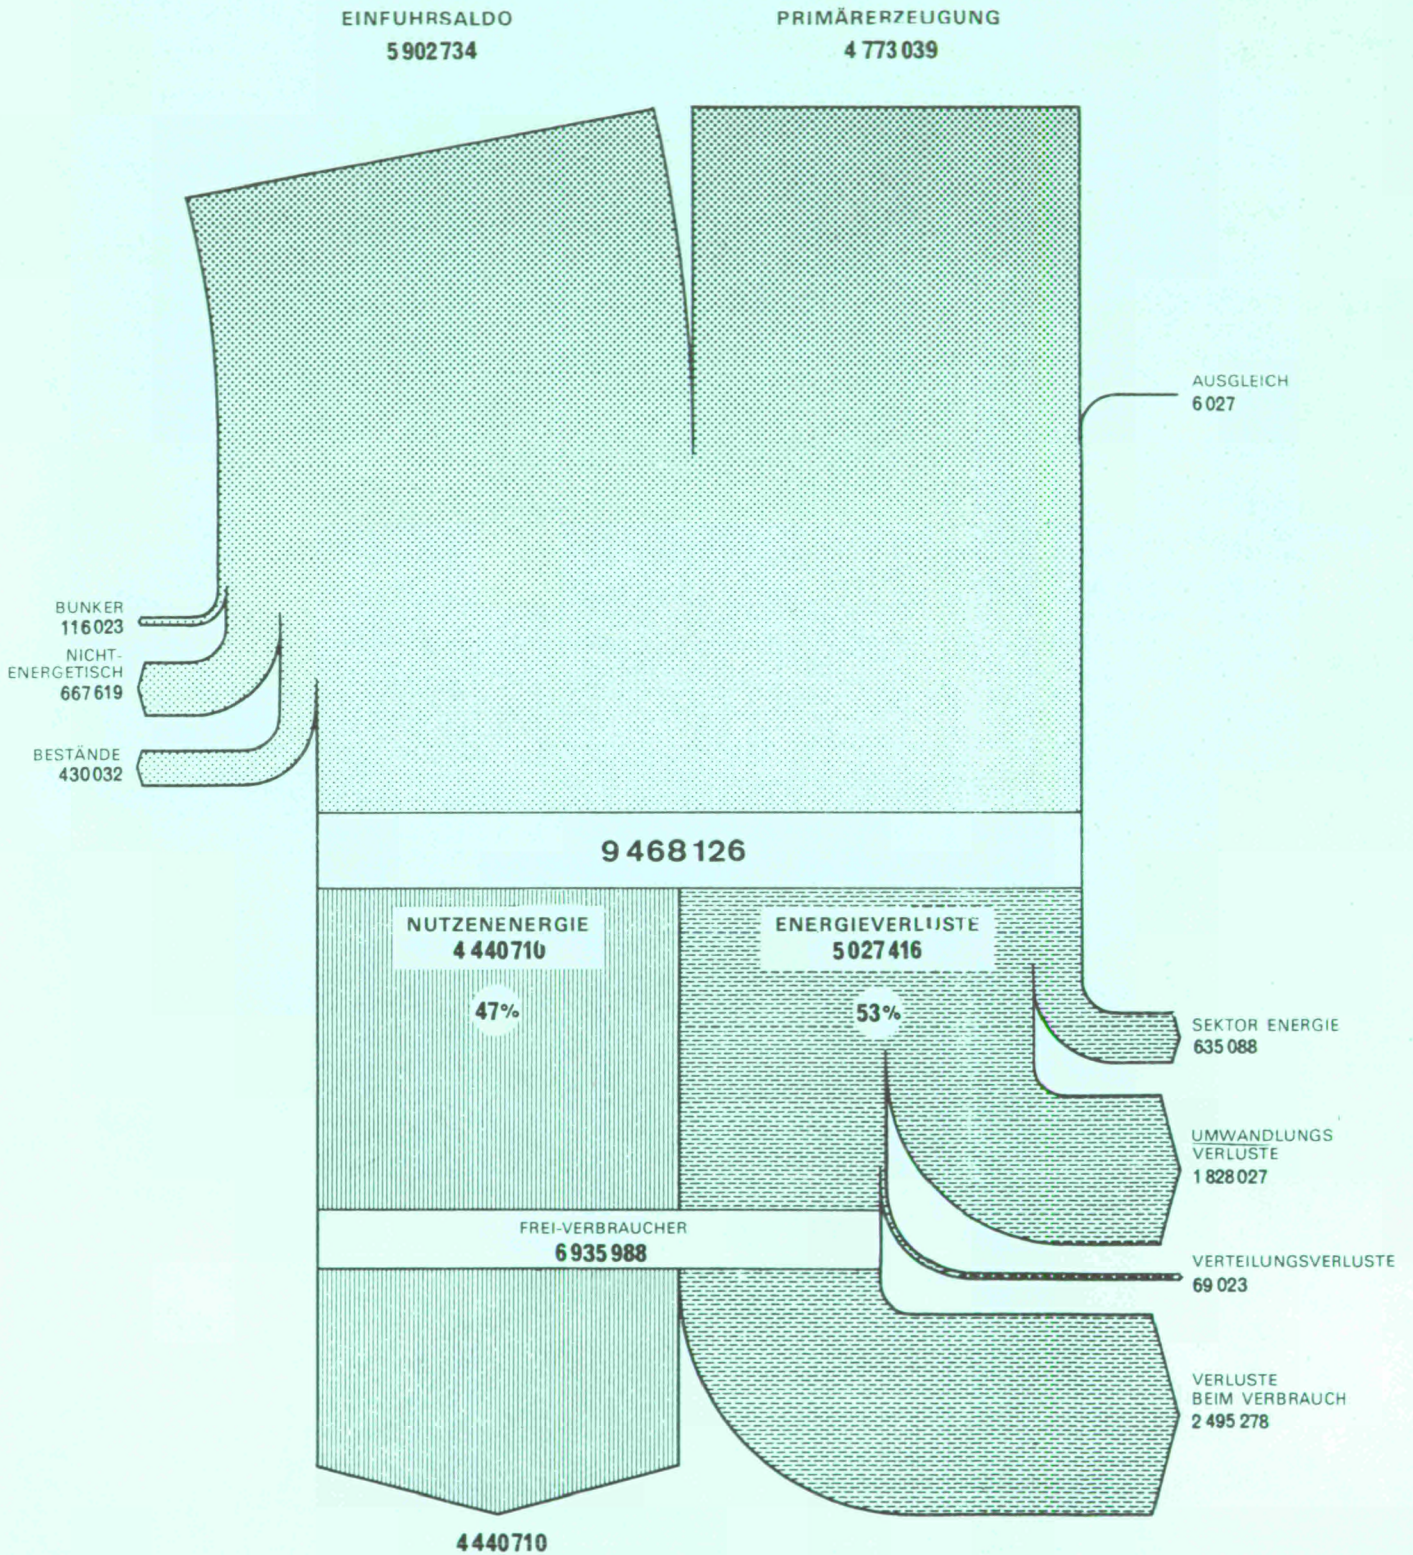 EINFUHRSALDO
5 902 734
PRIMÄRERZEUGUNG
4 773 039
AUSGLEICH
6 027
BUNKER
116 023
NICHT-
ENERGETISCH
667 619
BESTÄNDE
430 032
9 468 126
NUTZENENERGIE
4 440 710
47%
ENERGIEVERLUSTE
5 027 416
53%
SEKTOR ENERGIE
635 088
UMWANDLUNGS
VERLUSTE
1 828 027
FREI-VERBRAUCHER
6 935 988
VERTEILUNGSVERLUSTE
69 023
VERLUSTE
BEIM VERBRAUCH
2 495 278
4 440 710